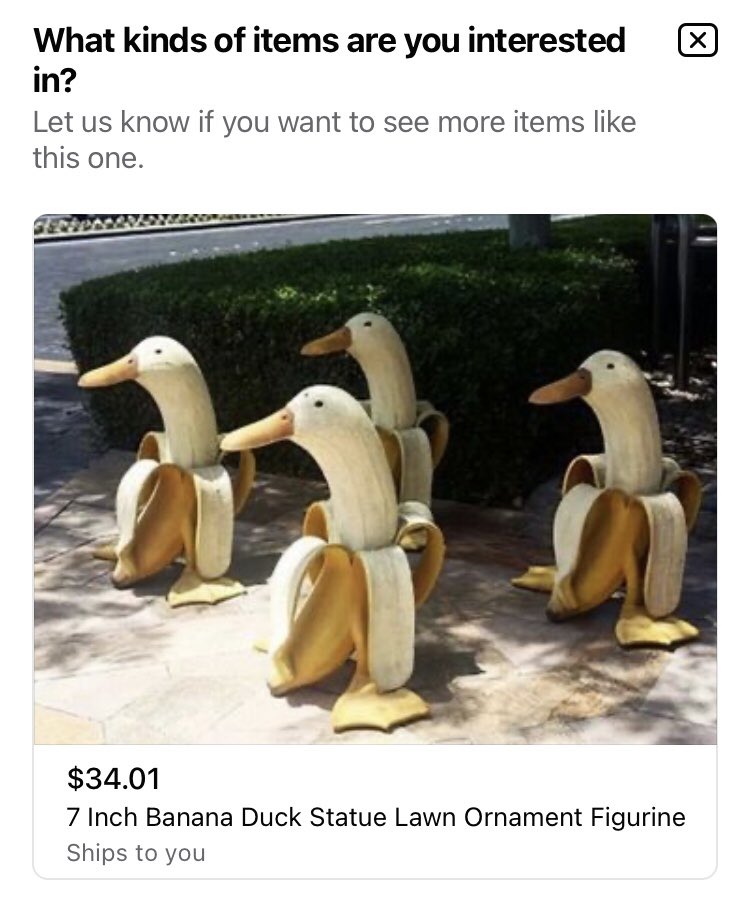 What kinds of items are you interested
in?
Let us know if you want to see more items like
this one.
$34.01
7 Inch Banana Duck Statue Lawn Ornament Figurine
Ships to you